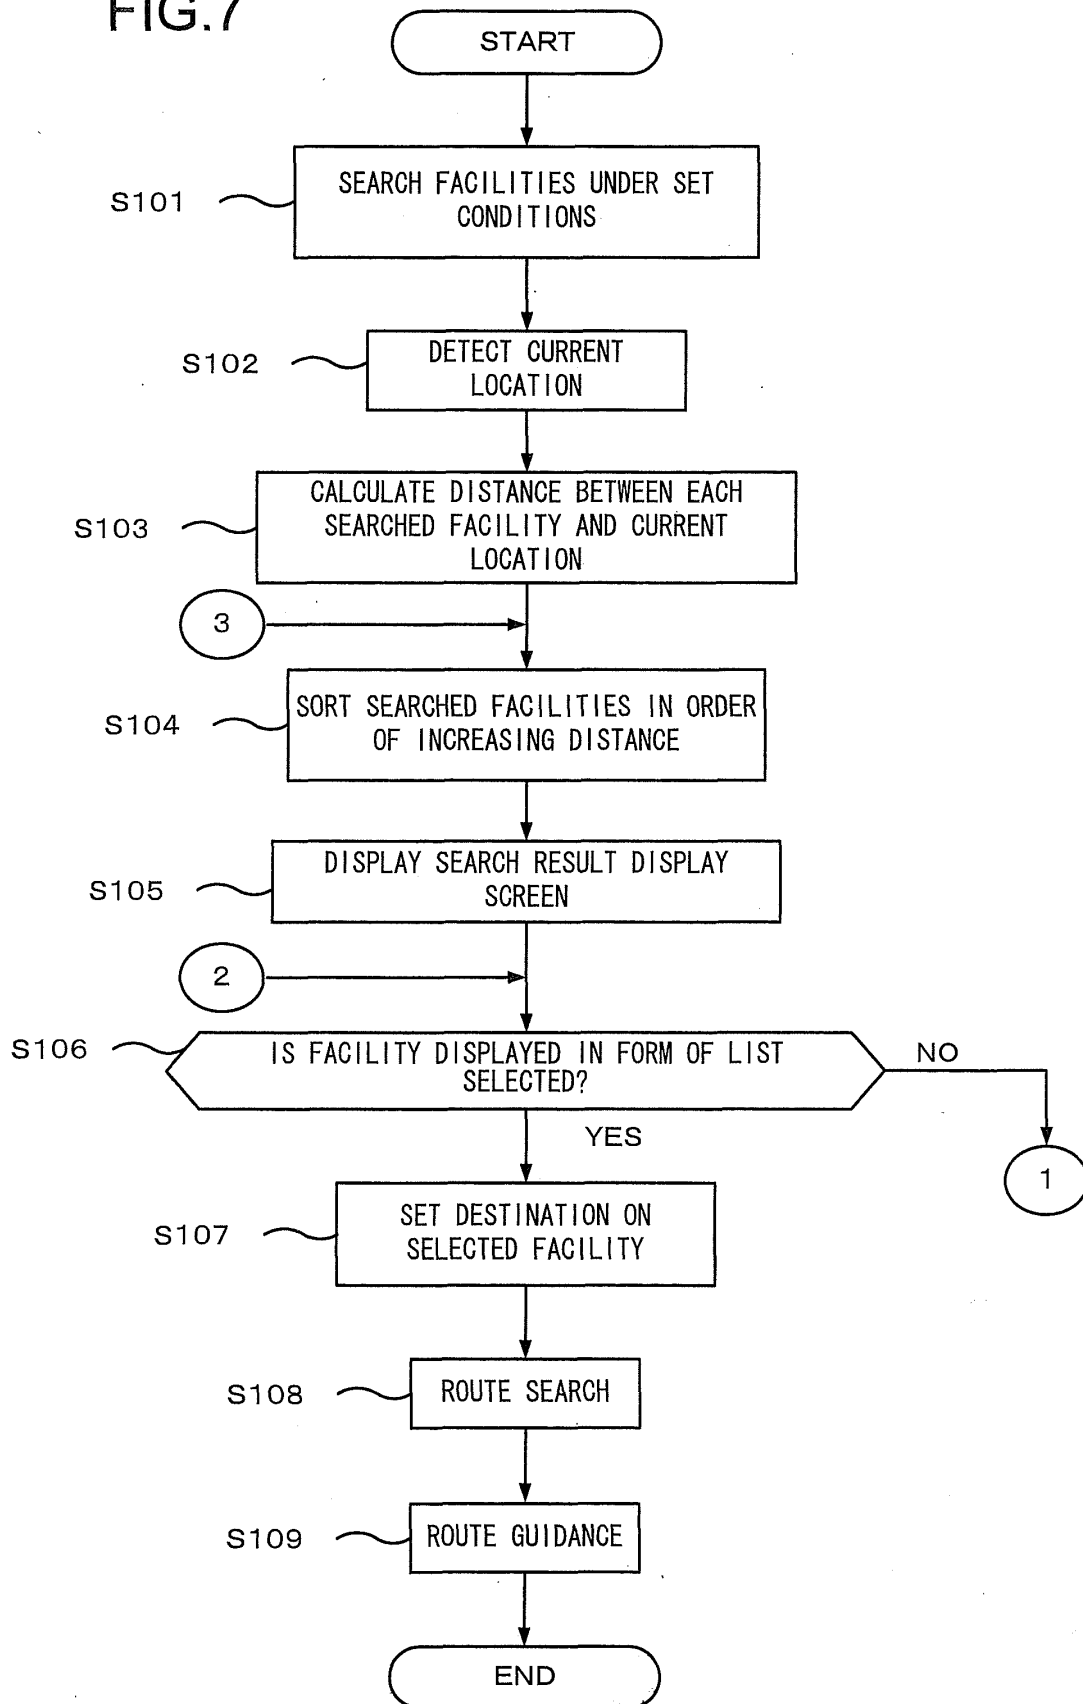 FIG.7
START
S101
SEARCH FACILITIES UNDER SET
CONDITIONS
S102
DETECT CURRENT
LOCATION
S103
CALCULATE DISTANCE BETWEEN EACH
SEARCHED FACILITY AND CURRENT
LOCATION
3
S104
SORT SEARCHED FACILITIES IN ORDER
OF INCREASING DISTANCE
S105
DISPLAY SEARCH RESULT DISPLAY
SCREEN
2
S106
IS FACILITY DISPLAYED IN FORM OF LIST
SELECTED?
NO
YES
1
S107
SET DESTINATION ON
SELECTED FACILITY
S108
ROUTE SEARCH
S109
ROUTE GUIDANCE
END